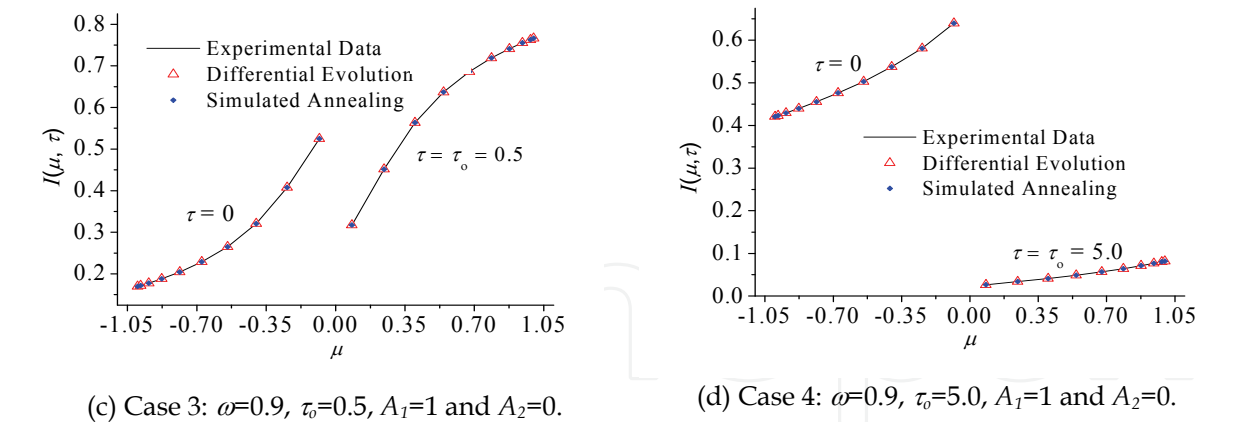 0.8
0.7
0.6
0.5
0.4
0.3
0.2
I(μ, τ)
Experimental Data
Differential Evolution
Simulated Annealing
τ = τo = 0.5
τ = 0
-1.05 -0.70 -0.35 0.00 0.35 0.70 1.05
μ
(c) Case 3: ω=0.9, τo=0.5, A1=1 and A2=0.
0.6
0.5
0.4
0.3
0.2
0.1
0.0
I(μ,τ)
τ = 0
Experimental Data
Differential Evolution
Simulated Annealing
τ = τo = 5.0
-1.05 -0.70 -0.35 0.00 0.35 0.70 1.05
μ
(d) Case 4: ω=0.9, τo=5.0, A1=1 and A2=0.